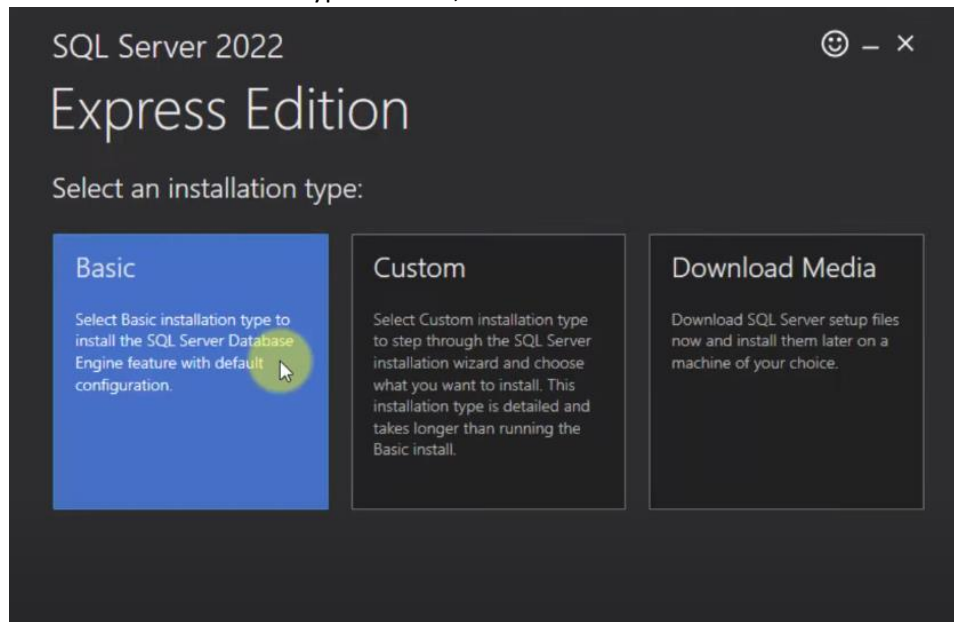 SQL Server 2022
Express Edition
Select an installation type:
Basic
Select Basic installation type to
install the SQL Server Database
Engine feature with default
configuration.
Custom
Select Custom installation type
to step through the SQL Server
installation wizard and choose
what you want to install. This
installation type is detailed and
takes longer than running the
Basic install.
Download Media
Download SQL Server setup files
now and install them later on a
machine of your choice.